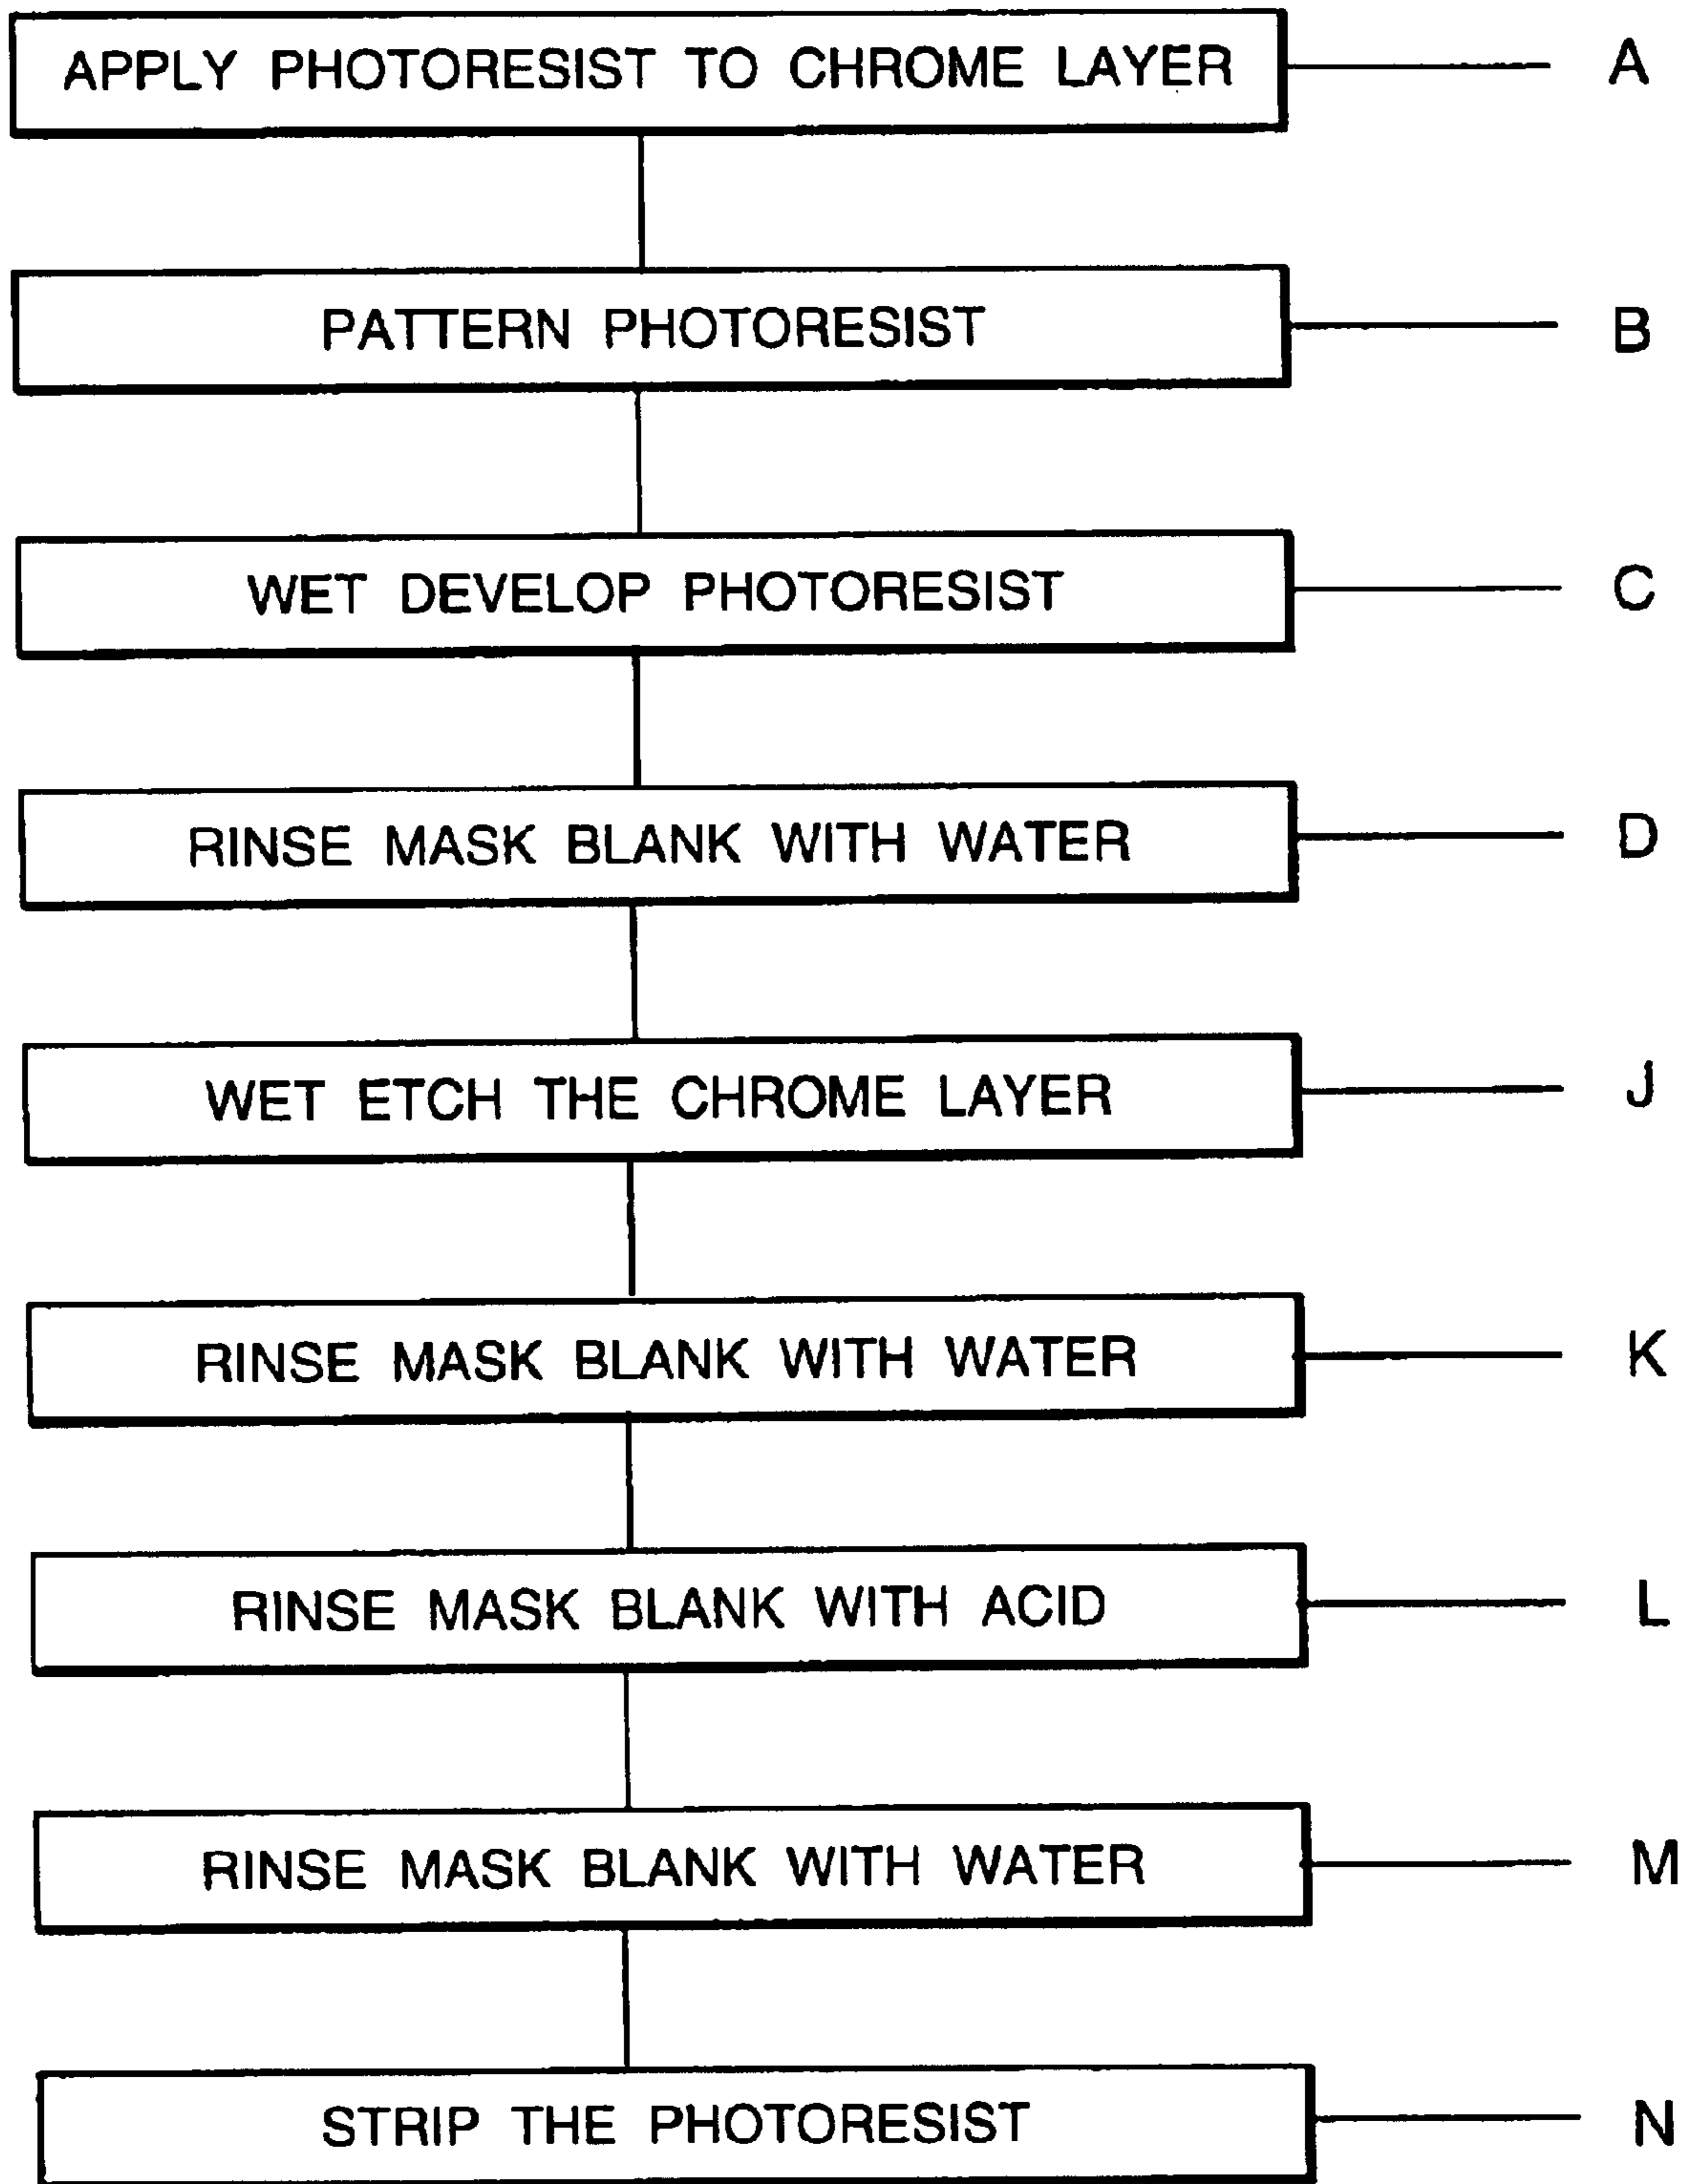 APPLY PHOTORESIST TO CHROME LAYER A
PATTERN PHOTORESIST B
WET DEVELOP PHOTORESIST C
RINSE MASK BLANK WITH WATER D
WET ETCH THE CHROME LAYER J
RINSE MASK BLANK WITH WATER K
RINSE MASK BLANK WITH ACID L
RINSE MASK BLANK WITH WATER M
STRIP THE PHOTORESIST N